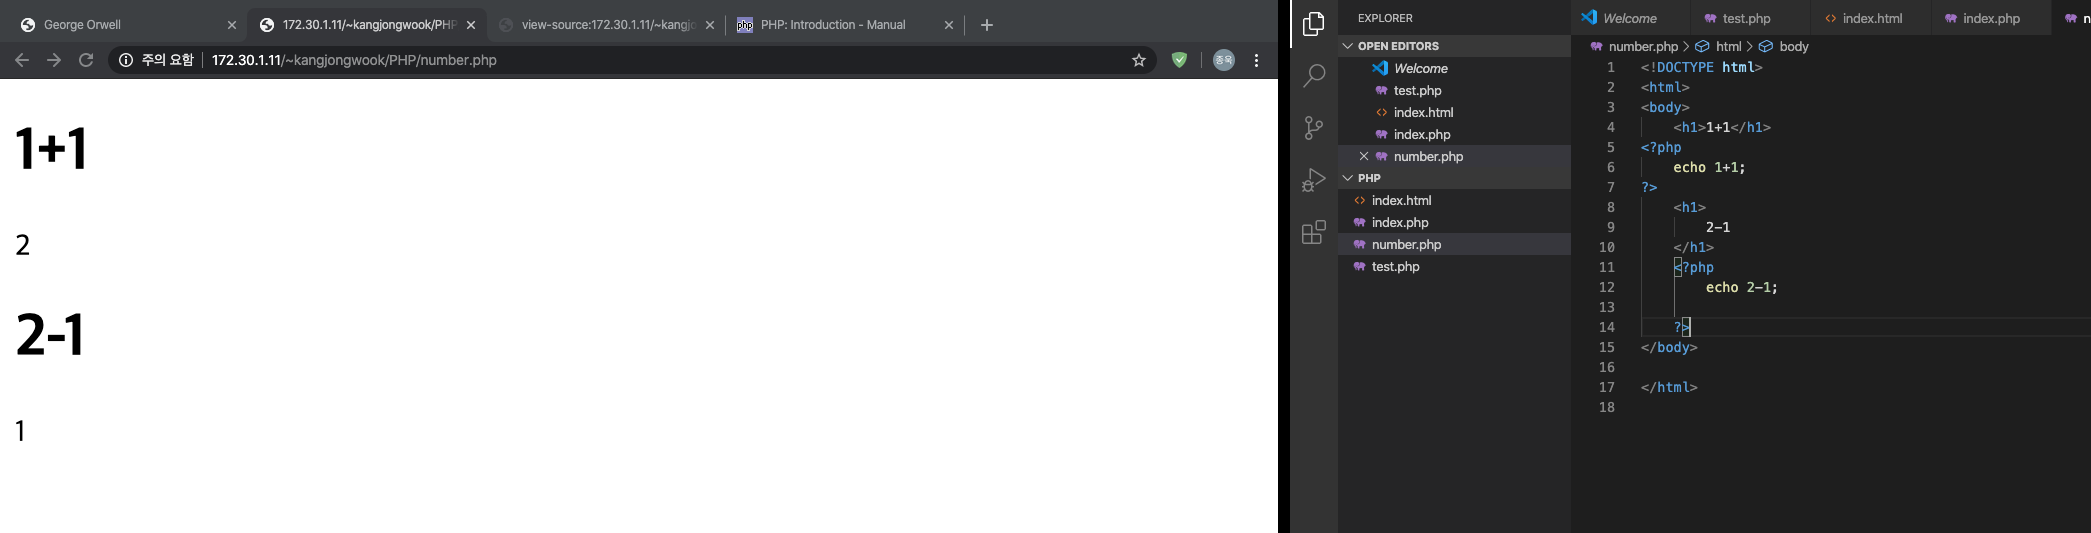 George Orwell
172.30.1.11/~kangjongwook/PHP
view-source:172.30.1.11/~kangjo
php PHP: Introduction - Manual
주의 요함 172.30.1.11/~kangjongwook/PHP/number.php
종욱
1+1
2
2-1
1
EXPLORER
OPEN EDITORS
Welcome
test.php
index.html
index.php
number.php
PHP
index.html
index.php
number.php
test.php
Welcome test.php index.html index.php n
number.php > html > body
1 <!DOCTYPE html>
2 <html>
3 <body>
4 <h1>1+1</h1>
5 <?php
6 echo 1+1;
7 ?>
8 <h1>
9 2-1
10 </h1>
11 <?php
12 echo 2-1;
13
14 ?>
15 </body>
16
17 </html>
18